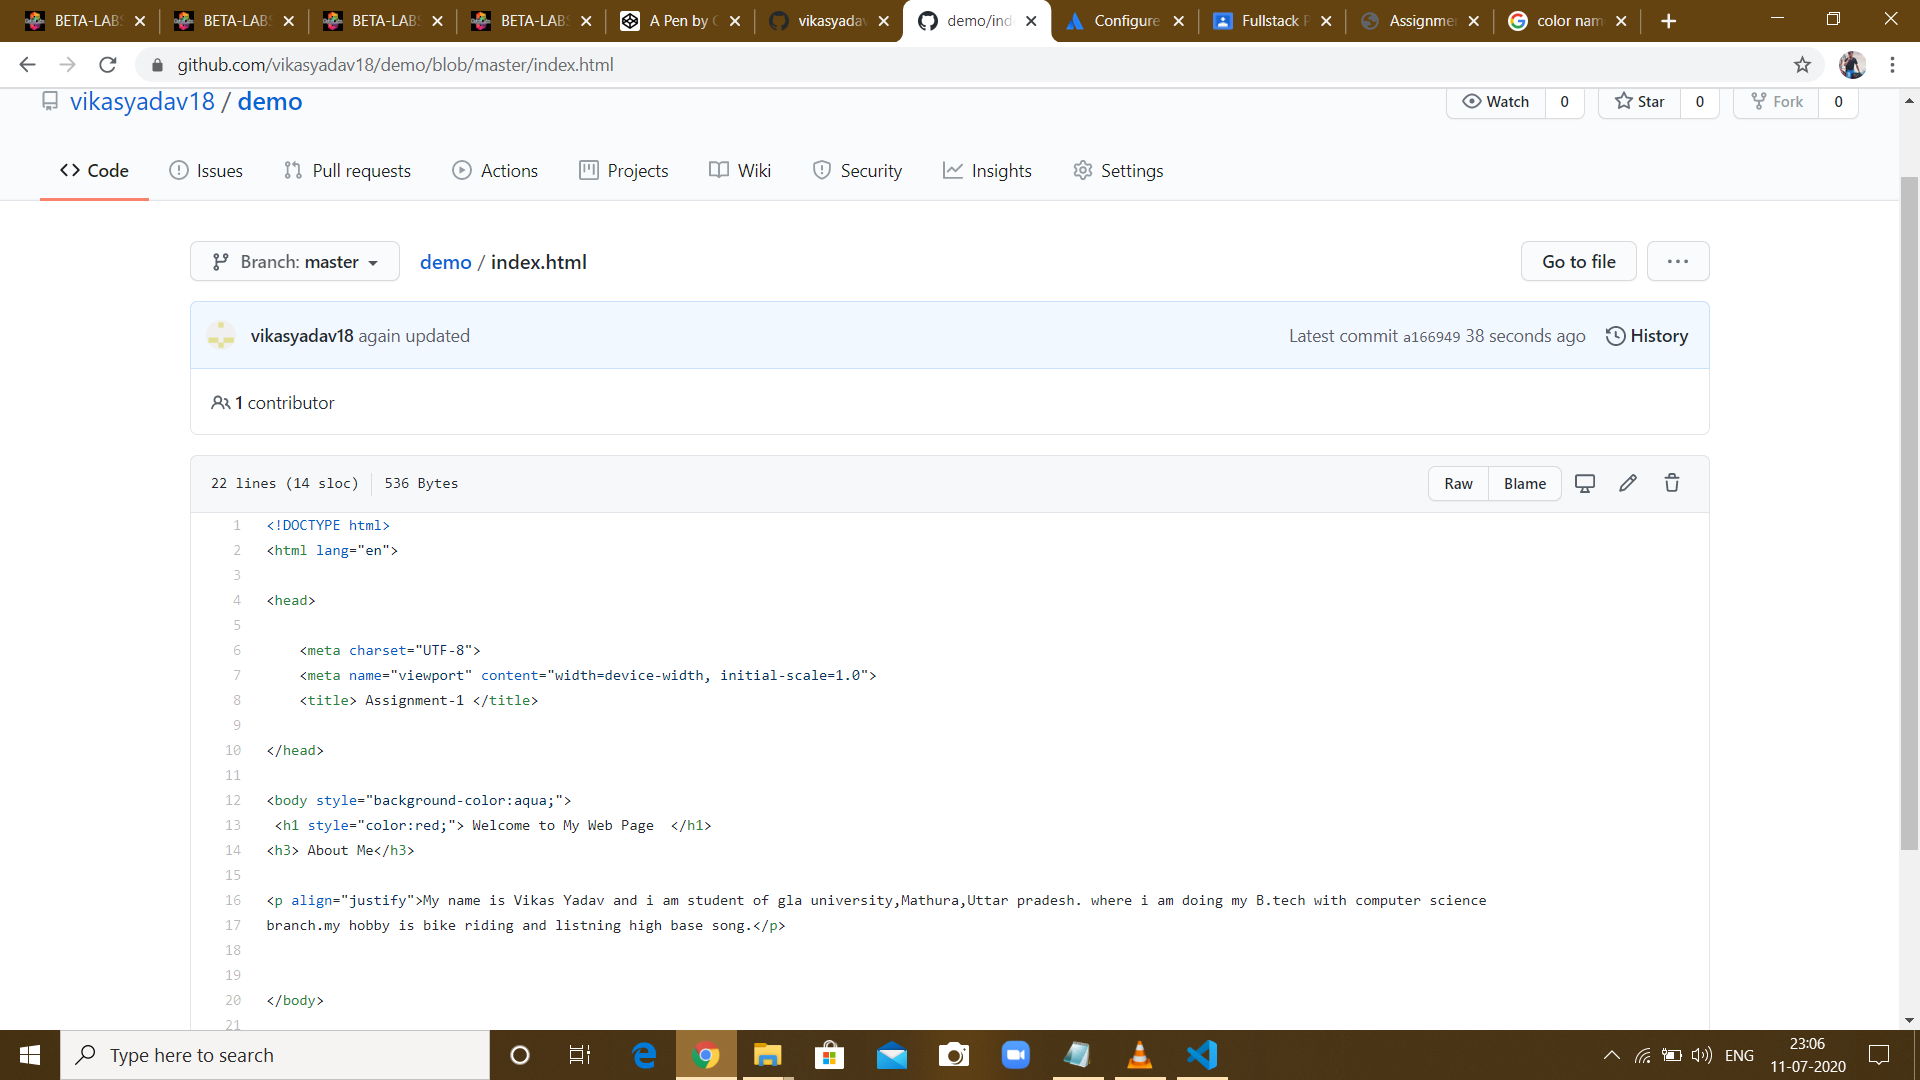 BETA-LABS
BETA-LABS
BETA-LABS
BETA-LABS
A Pen by
vikasyadav
demo/ind
Configure
Fullstack
Assignmen
color nam
github.com/vikasyadav18/demo/blob/master/index.html
vikasyadav18 / demo
Watch 0
Star 0
Fork 0
Code
Issues
Pull requests
Actions
Projects
Wiki
Security
Insights
Settings
Branch: master
demo / index.html
Go to file
vikasyadav18 again updated
Latest commit a166949 38 seconds ago
History
1 contributor
22 lines (14 sloc)
536 Bytes
Raw
Blame
1 <!DOCTYPE html>
2 <html lang="en">
3
4 <head>
5
6 <meta charset="UTF-8">
7 <meta name="viewport" content="width=device-width, initial-scale=1.0">
8 <title> Assignment-1 </title>
9
10 </head>
11
12 <body style="background-color:aqua;">
13 <h1 style="color:red;"> Welcome to My Web Page  </h1>
14 <h3> About Me</h3>
15
16 <p align="justify">My name is Vikas Yadav and i am student of gla university,Mathura,Uttar pradesh. where i am doing my B.tech with computer science
17 branch.my hobby is bike riding and listning high base song.</p>
18
19
20 </body>
21
Type here to search
ENG
23:06
11-07-2020